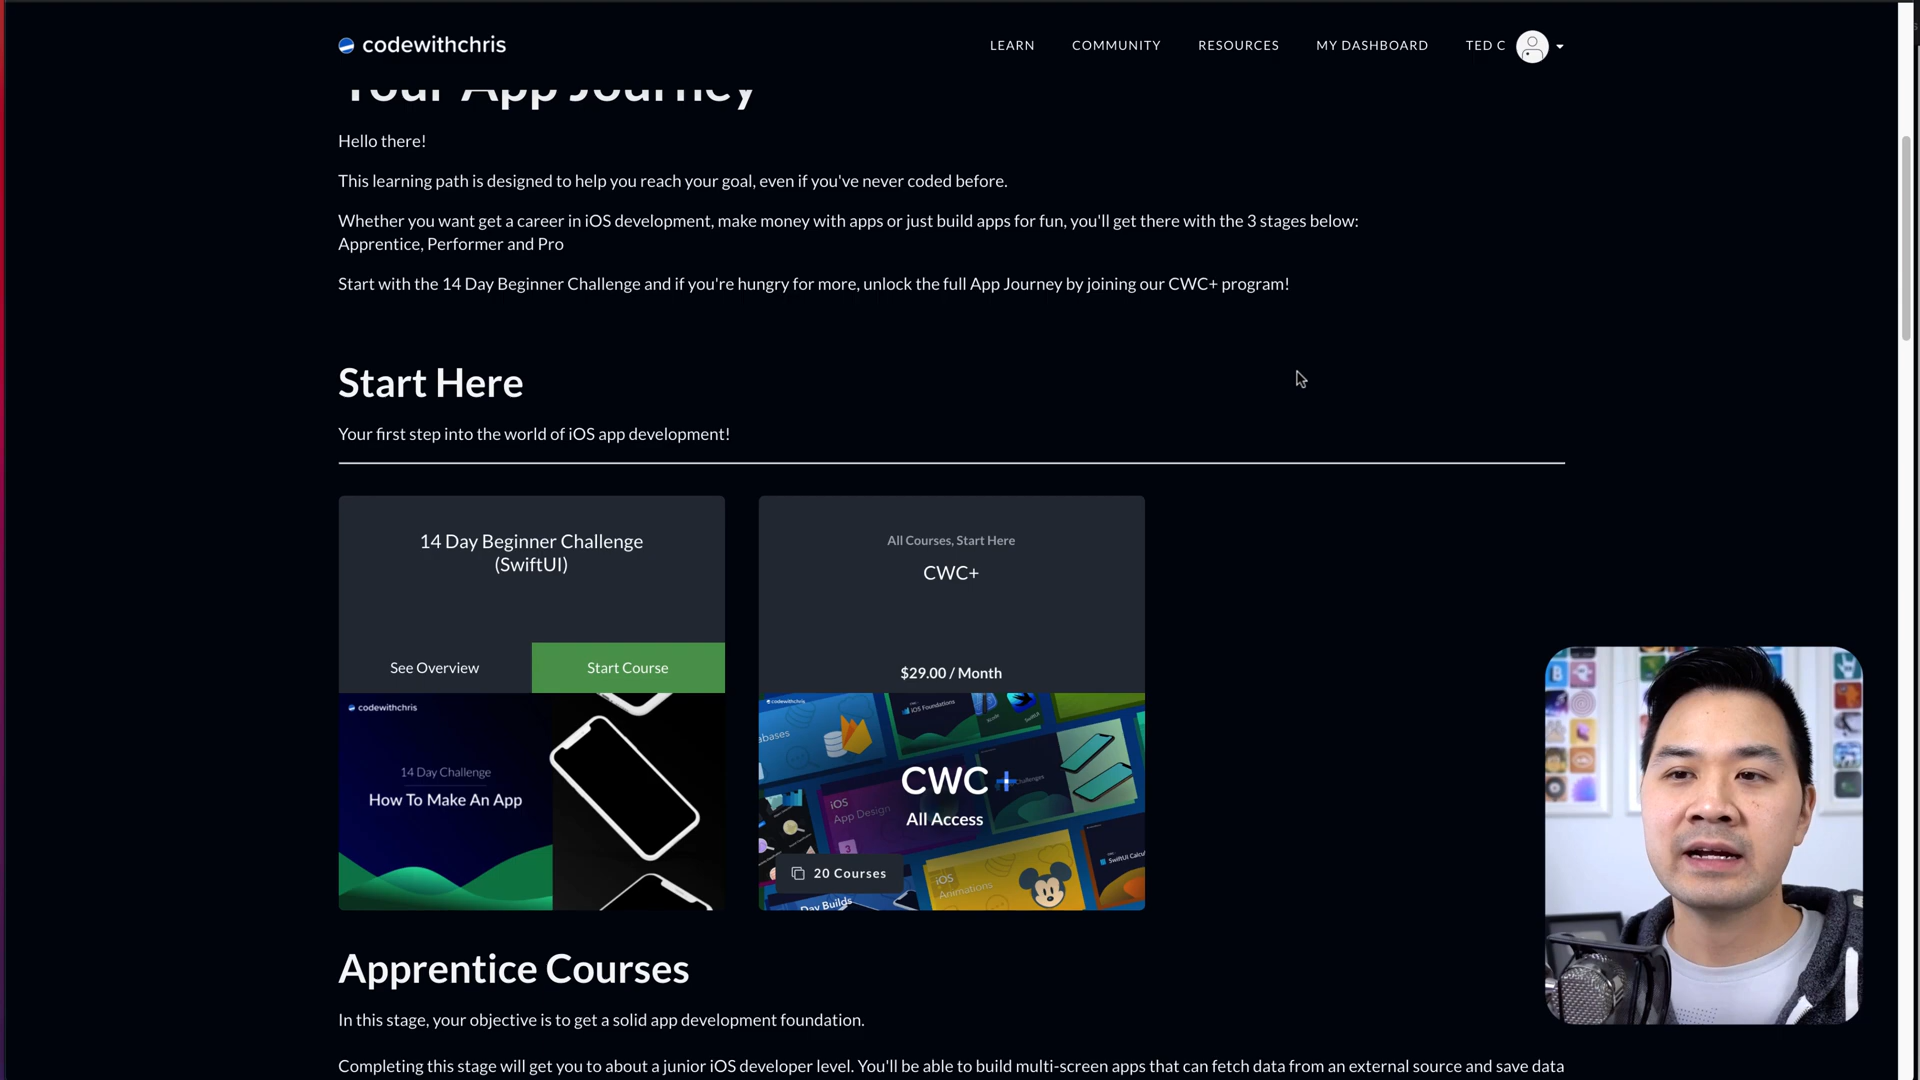 codewithchris
LEARN
COMMUNITY
RESOURCES
MY DASHBOARD
TED C
Your App Journey
Hello there!
This learning path is designed to help you reach your goal, even if you've never coded before.
Whether you want get a career in iOS development, make money with apps or just build apps for fun, you'll get there with the 3 stages below:
Apprentice, Performer and Pro
Start with the 14 Day Beginner Challenge and if you're hungry for more, unlock the full App Journey by joining our CWC+ program!
Start Here
Your first step into the world of iOS app development!
14 Day Beginner Challenge
(SwiftUI)
See Overview
Start Course
codewithchris
14 Day Challenge
How To Make An App
All Courses, Start Here
CWC+
$29.00 / Month
codewithchris
iOS Foundations
CWC +
All Access
iOS
App Design
20 Courses
iOS
Animations
Day Builds
Apprentice Courses
In this stage, your objective is to get a solid app development foundation.
Completing this stage will get you to about a junior iOS developer level. You'll be able to build multi-screen apps that can fetch data from an external source and save data